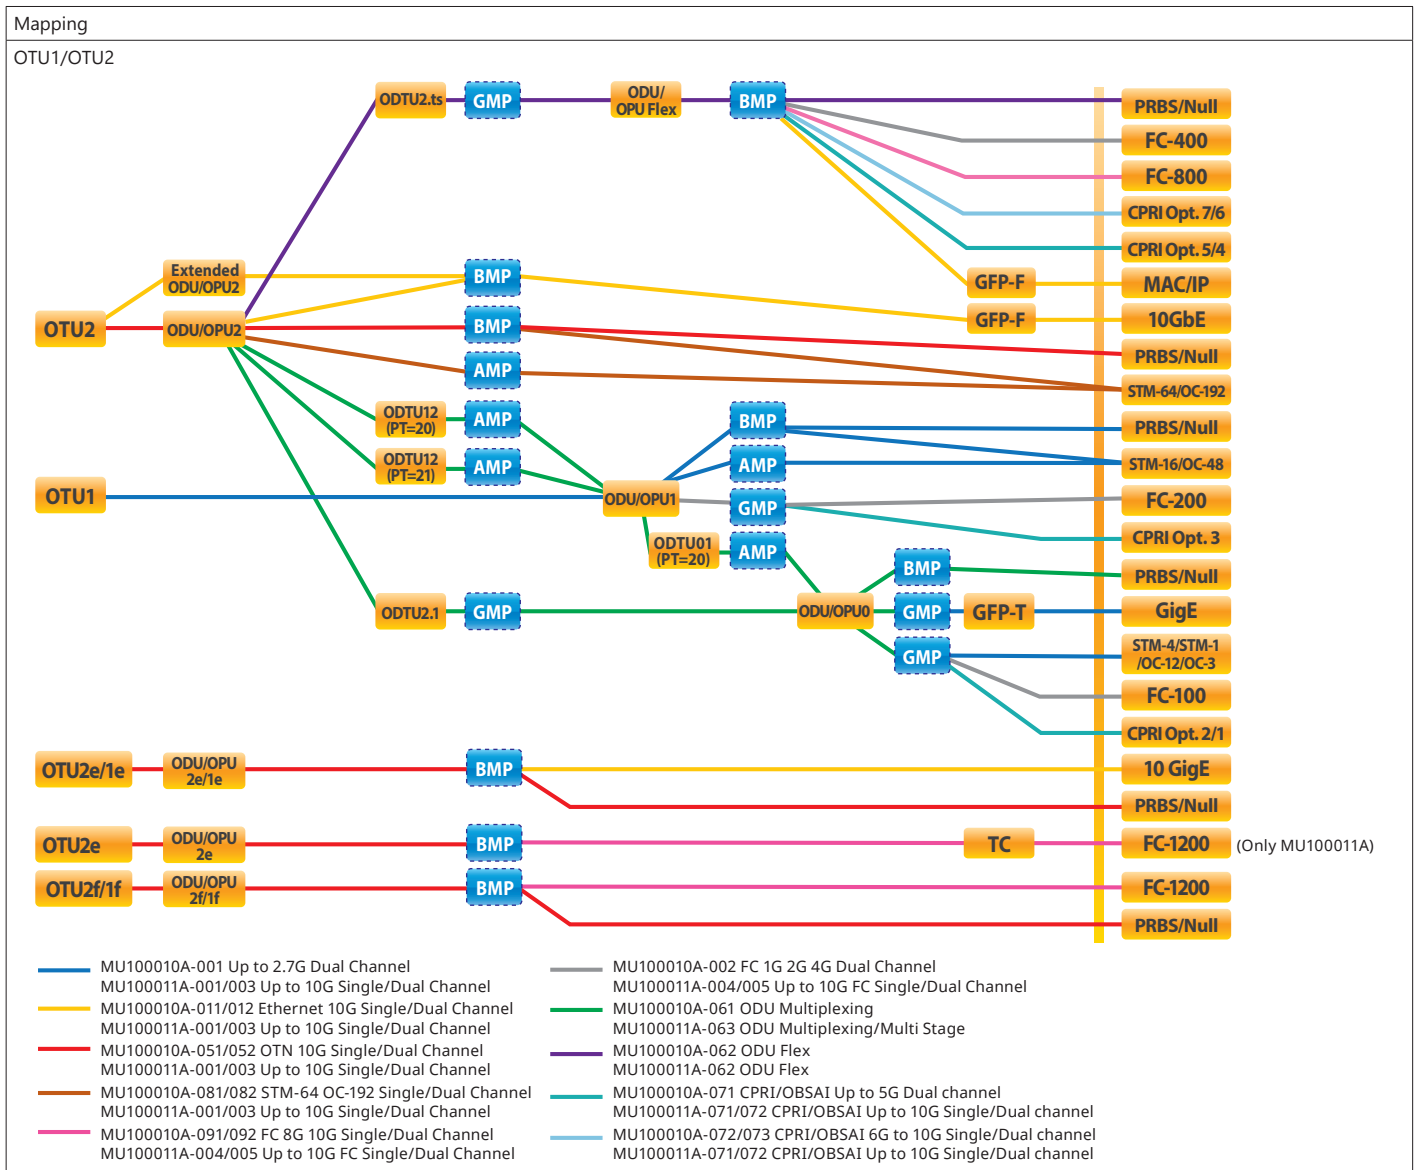 Mapping
OTU1/OTU2
ODTU2.ts
GMP
ODU/
OPU Flex
BMP
PRBS/Null
FC-400
FC-800
CPRI Opt. 7/6
CPRI Opt. 5/4
Extended
ODU/OPU2
BMP
GFP-F
MAC/IP
OTU2
ODU/OPU2
BMP
GFP-F
10GbE
PRBS/Null
AMP
STM-64/OC-192
ODTU12
(PT=20)
AMP
BMP
PRBS/Null
ODTU12
(PT=21)
AMP
AMP
STM-16/OC-48
OTU1
ODU/OPU1
GMP
FC-200
ODTU01
(PT=20)
AMP
CPRI Opt. 3
BMP
PRBS/Null
ODTU2.1
GMP
ODU/OPU0
GMP
GFP-T
GigE
GMP
STM-4/STM-1
/OC-12/OC-3
FC-100
CPRI Opt. 2/1
OTU2e/1e
ODU/OPU
2e/1e
BMP
10 GigE
PRBS/Null
OTU2e
ODU/OPU
2e
BMP
TC
FC-1200
(Only MU100011A)
OTU2f/1f
ODU/OPU
2f/1f
BMP
FC-1200
PRBS/Null
MU100010A-001 Up to 2.7G Dual Channel
MU100011A-001/003 Up to 10G Single/Dual Channel
MU100010A-011/012 Ethernet 10G Single/Dual Channel
MU100011A-001/003 Up to 10G Single/Dual Channel
MU100010A-051/052 OTN 10G Single/Dual Channel
MU100011A-001/003 Up to 10G Single/Dual Channel
MU100010A-081/082 STM-64 OC-192 Single/Dual Channel
MU100011A-001/003 Up to 10G Single/Dual Channel
MU100010A-091/092 FC 8G 10G Single/Dual Channel
MU100011A-004/005 Up to 10G FC Single/Dual Channel
MU100010A-002 FC 1G 2G 4G Dual Channel
MU100011A-004/005 Up to 10G FC Single/Dual Channel
MU100010A-061 ODU Multiplexing
MU100011A-063 ODU Multiplexing/Multi Stage
MU100010A-062 ODU Flex
MU100011A-062 ODU Flex
MU100010A-071 CPRI/OBSAI Up to 5G Dual channel
MU100011A-071/072 CPRI/OBSAI Up to 10G Single/Dual channel
MU100010A-072/073 CPRI/OBSAI 6G to 10G Single/Dual channel
MU100011A-071/072 CPRI/OBSAI Up to 10G Single/Dual channel